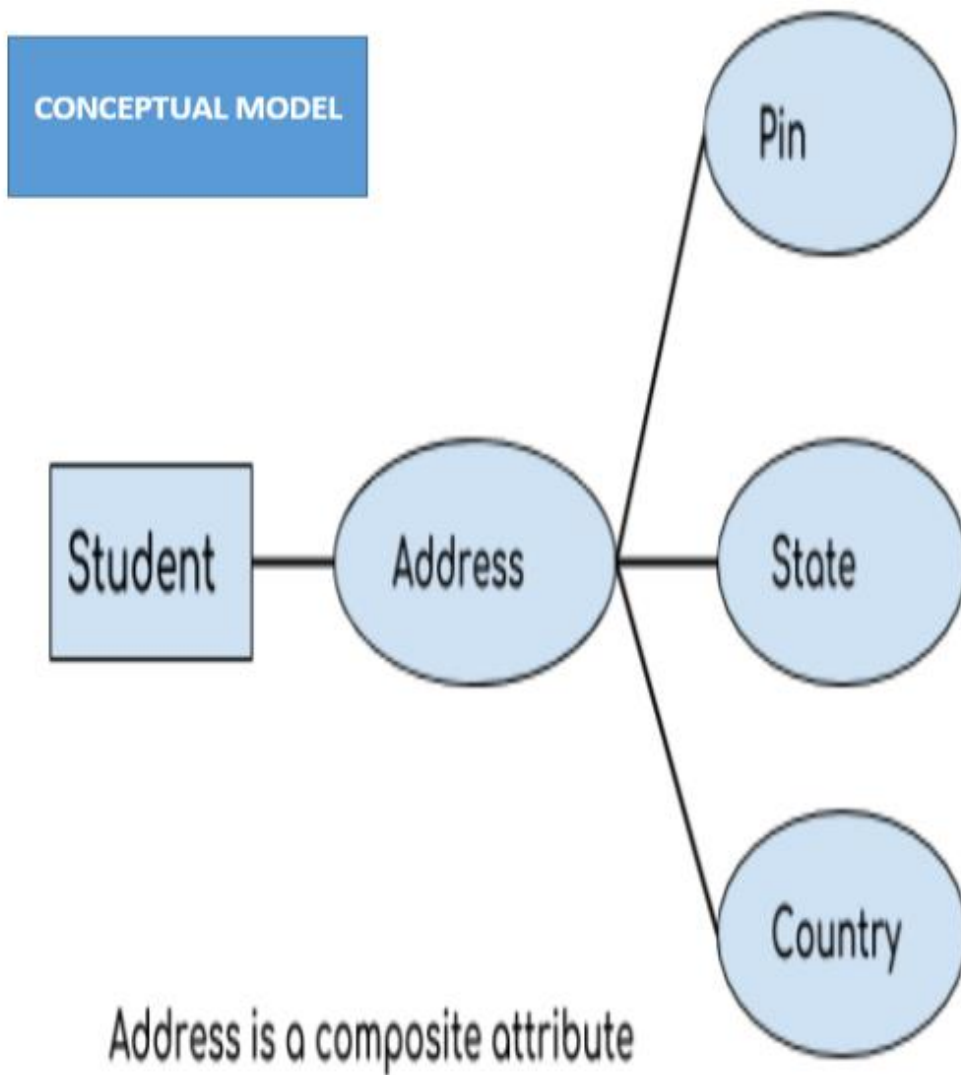 CONCEPTUAL MODEL
Pin
Student
Address
State
Country
Address is a composite attribute